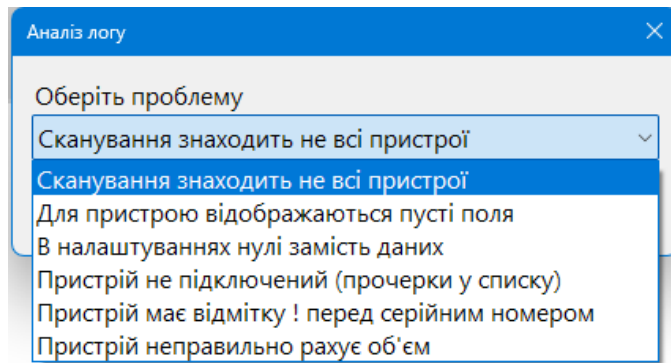 Аналіз логу
Оберіть проблему
Сканування знаходить не всі пристрої
Сканування знаходить не всі пристрої
Для пристрою відображаються пусті поля
В налаштуваннях нулі замість даних
Пристрій не підключений (прочерки у списку)
Пристрій має відмітку ! перед серійним номером
Пристрій неправильно рахує об'єм